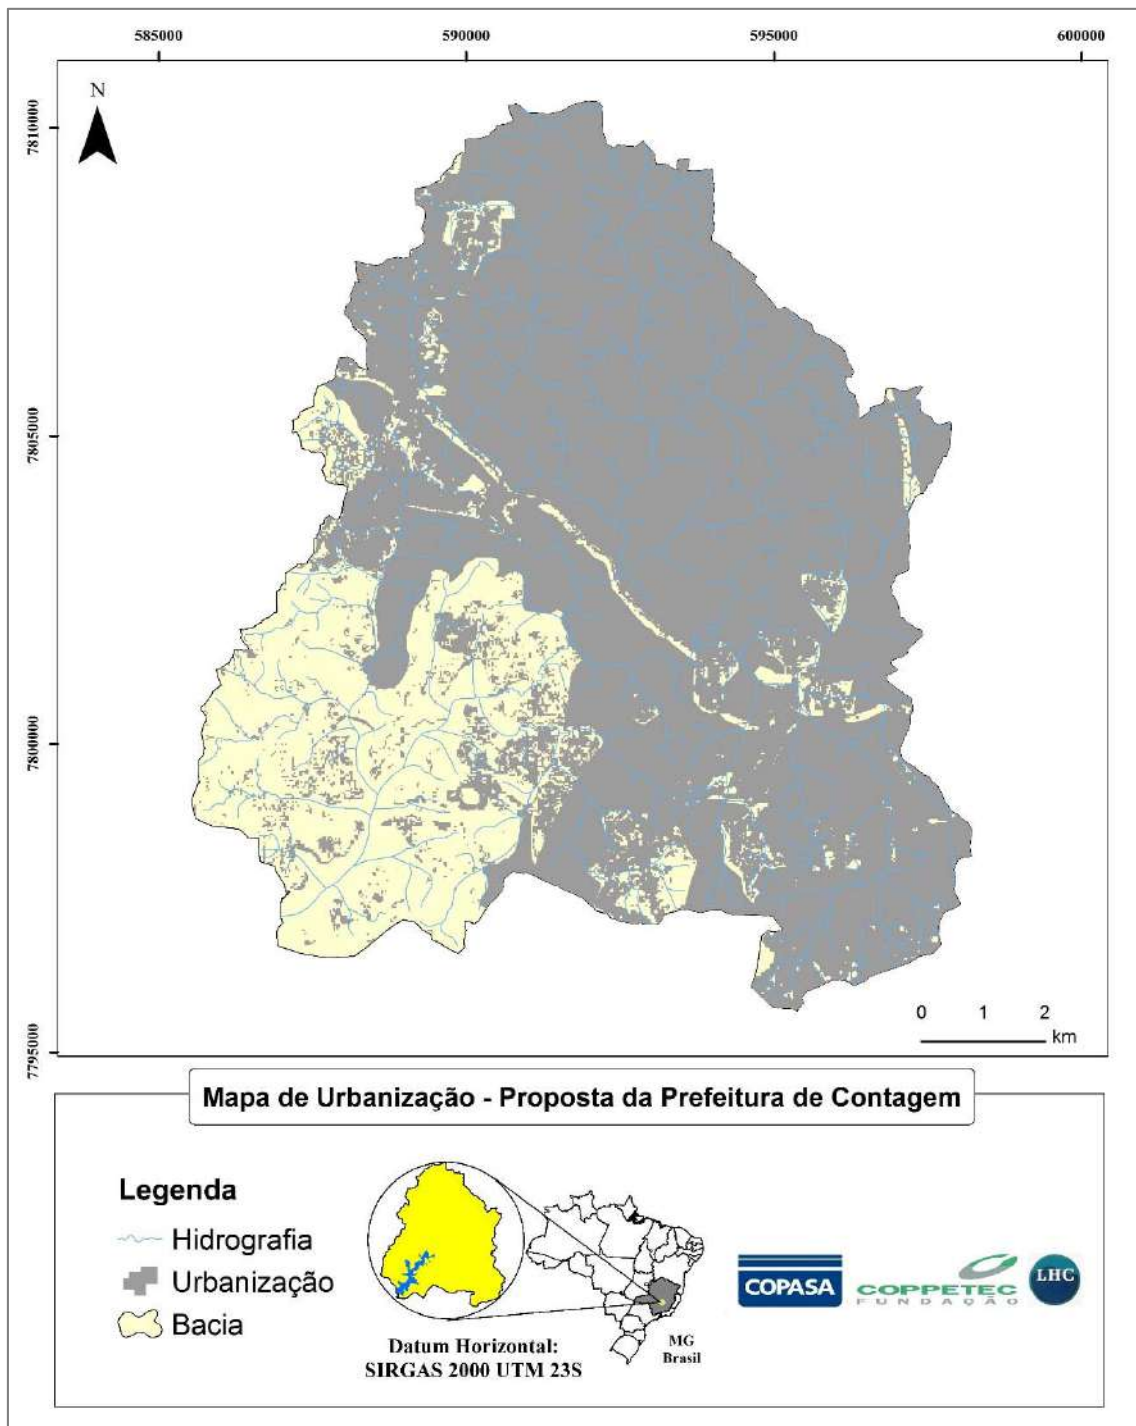 585000 590000 595000 600000
N
7810000
7805000
7800000
7795000
0 1 2
km
Mapa de Urbanização - Proposta da Prefeitura de Contagem
Legenda
Hidrografia
Urbanização
Bacia
Datum Horizontal:
SIRGAS 2000 UTM 23S
MG
Brasil
COPASA
COPPETEC
FUNDAÇÃO
LHC